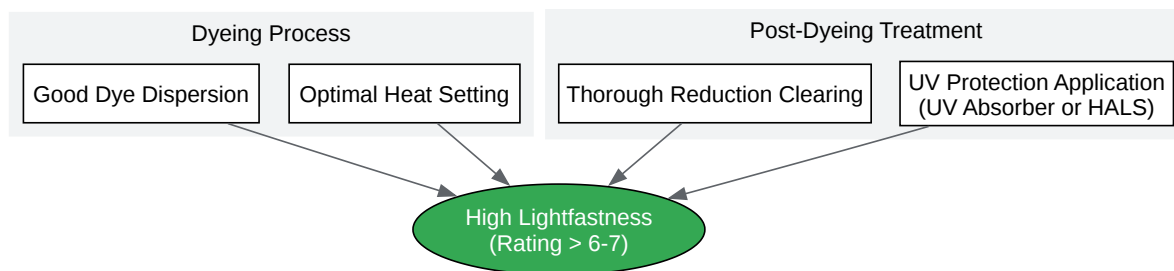 Dyeing Process
Post-Dyeing Treatment
Good Dye Dispersion
Optimal Heat Setting
Thorough Reduction Clearing
UV Protection Application
(UV Absorber or HALS)
High Lightfastness
(Rating > 6-7)